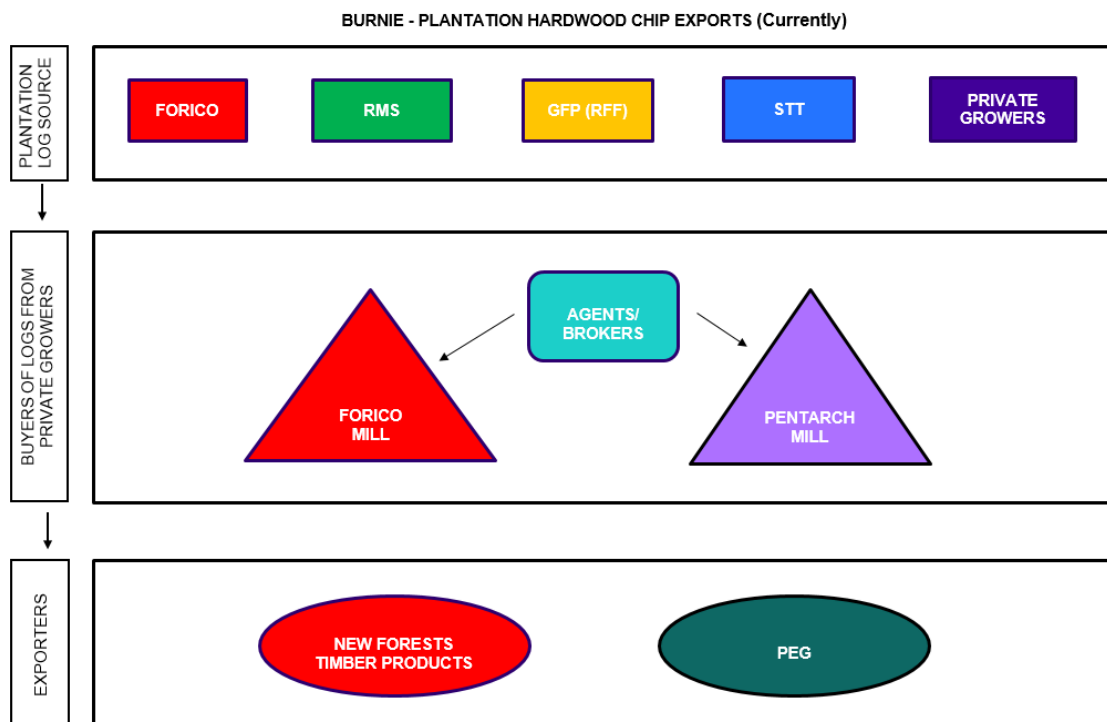 BURNIE - PLANTATION HARDWOOD CHIP EXPORTS (Currently)
PLANTATION
LOG SOURCE
FORICO
RMS
GFP (RFF)
STT
PRIVATE
GROWERS
BUYERS OF LOGS FROM
PRIVATE GROWERS
AGENTS/
BROKERS
FORICO
MILL
PENTARCH
MILL
EXPORTERS
NEW FORESTS
TIMBER PRODUCTS
PEG